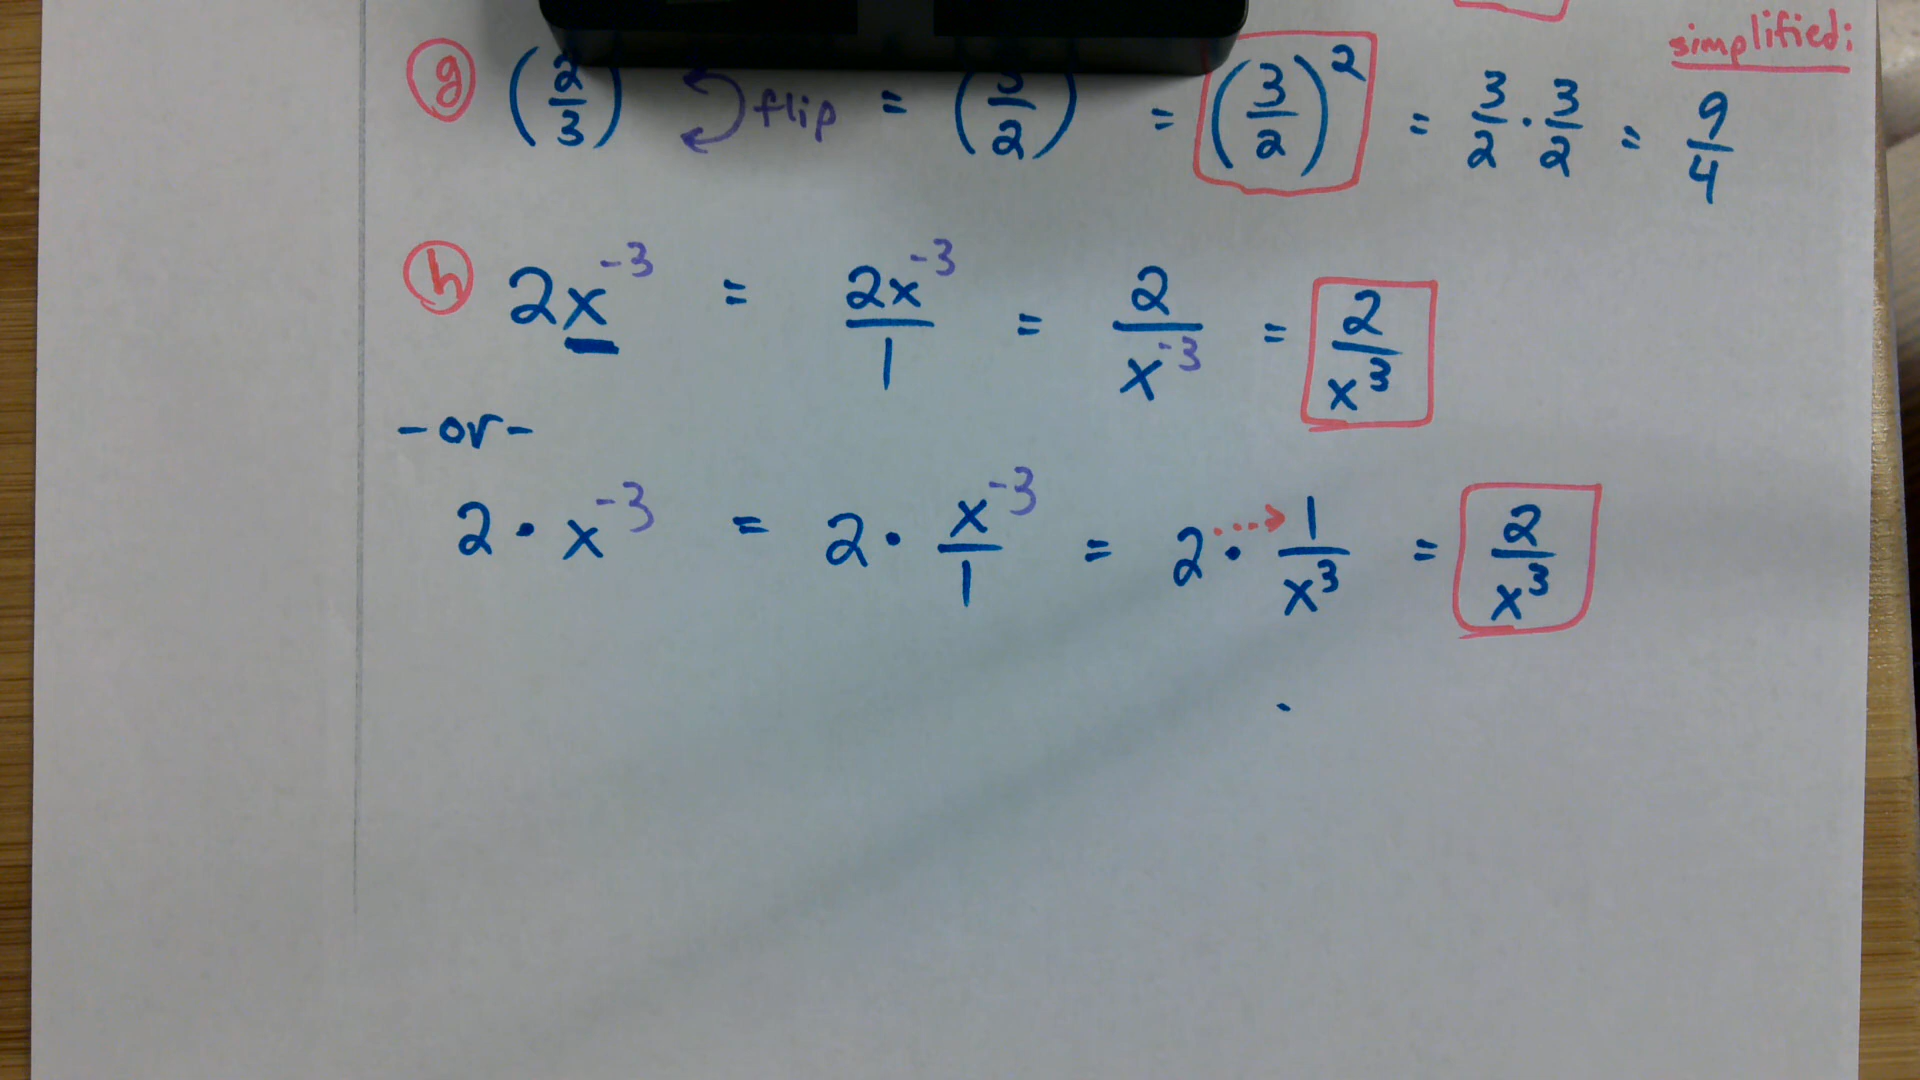 simplified:
g (2/3) flip = (3/2) = (3/2)^2 = 3/2 · 3/2 = 9/4
h 2x^-3 = 2x^-3/1 = 2/x^-3 = 2/x^3
-or-
2 · x^-3 = 2 · x^-3/1 = 2 · 1/x^3 = 2/x^3